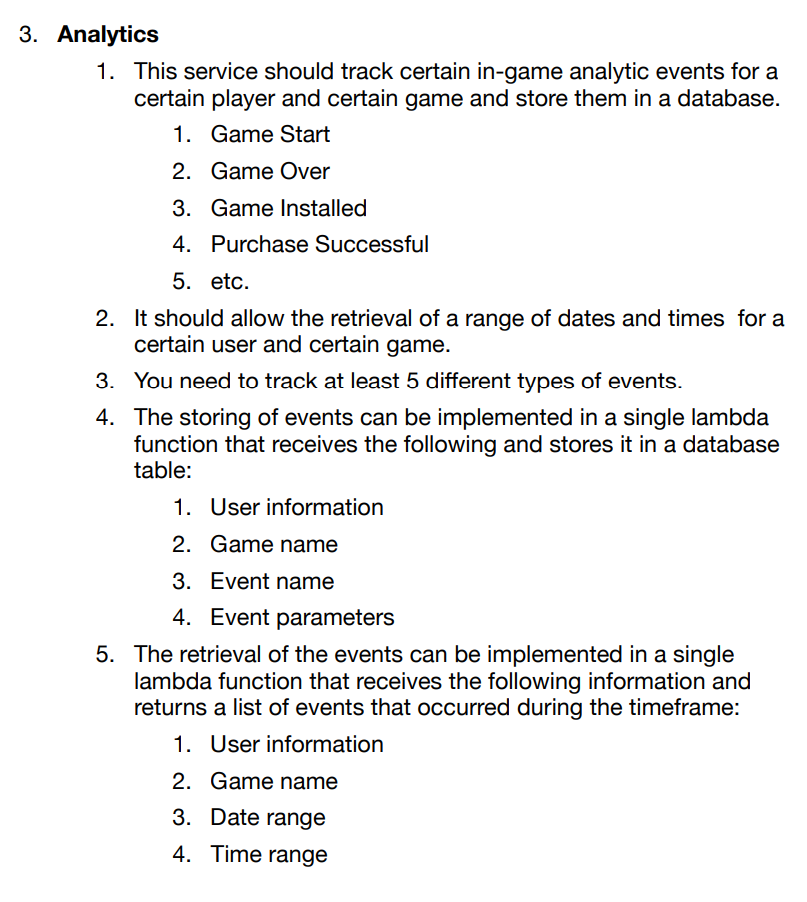 3. Analytics
1. This service should track certain in-game analytic events for a
certain player and certain game and store them in a database.
1. Game Start
2. Game Over
3. Game Installed
4. Purchase Successful
5. etc.
2. It should allow the retrieval of a range of dates and times  for a
certain user and certain game.
3. You need to track at least 5 different types of events.
4. The storing of events can be implemented in a single lambda
function that receives the following and stores it in a database
table:
1. User information
2. Game name
3. Event name
4. Event parameters
5. The retrieval of the events can be implemented in a single
lambda function that receives the following information and
returns a list of events that occurred during the timeframe:
1. User information
2. Game name
3. Date range
4. Time range